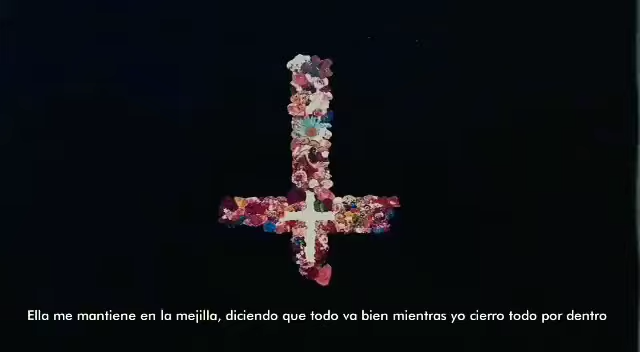 Ella me mantiene en la mejilla, diciendo que todo va bien mientras yo cierro todo por dentro